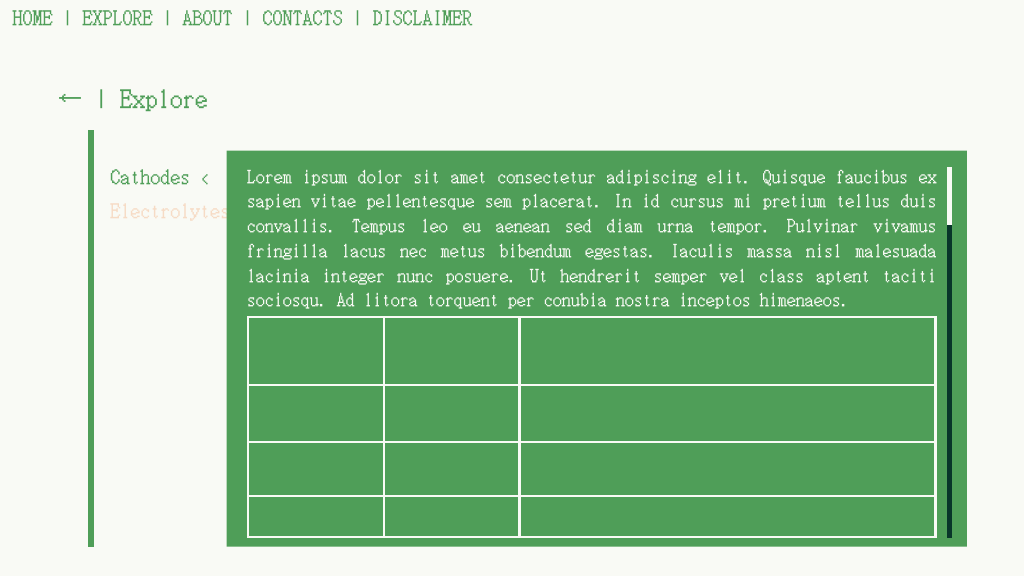 HOME | EXPLORE | ABOUT | CONTACTS | DISCLAIMER
← | Explore
Cathodes <
Electrolytes
Lorem ipsum dolor sit amet consectetur adipiscing elit. Quisque faucibus ex
sapien vitae pellentesque sem placerat. In id cursus mi pretium tellus duis
convallis. Tempus leo eu aenean sed diam urna tempor. Pulvinar vivamus
fringilla lacus nec metus bibendum egestas. Iaculis massa nisl malesuada
lacinia integer nunc posuere. Ut hendrerit semper vel class aptent taciti
sociosqu. Ad litora torquent per conubia nostra inceptos himenaeos.